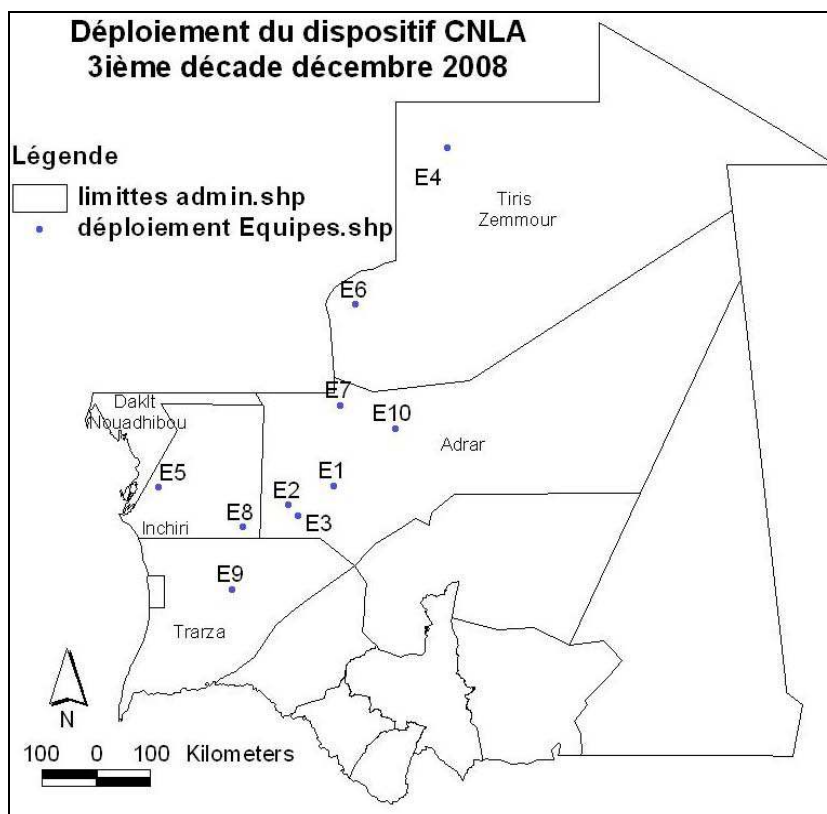 Déploiement du dispositif CNLA
3ième décade décembre 2008
Légende
limittes admin.shp
déploiement Equipes.shp
E4
Tiris
Zemmour
E6
E7
E10
Daklt
Nouadhibou
Adrar
E5
E1
E2
E3
E8
Inchiri
E9
Trarza
N
100 0 100 Kilometers